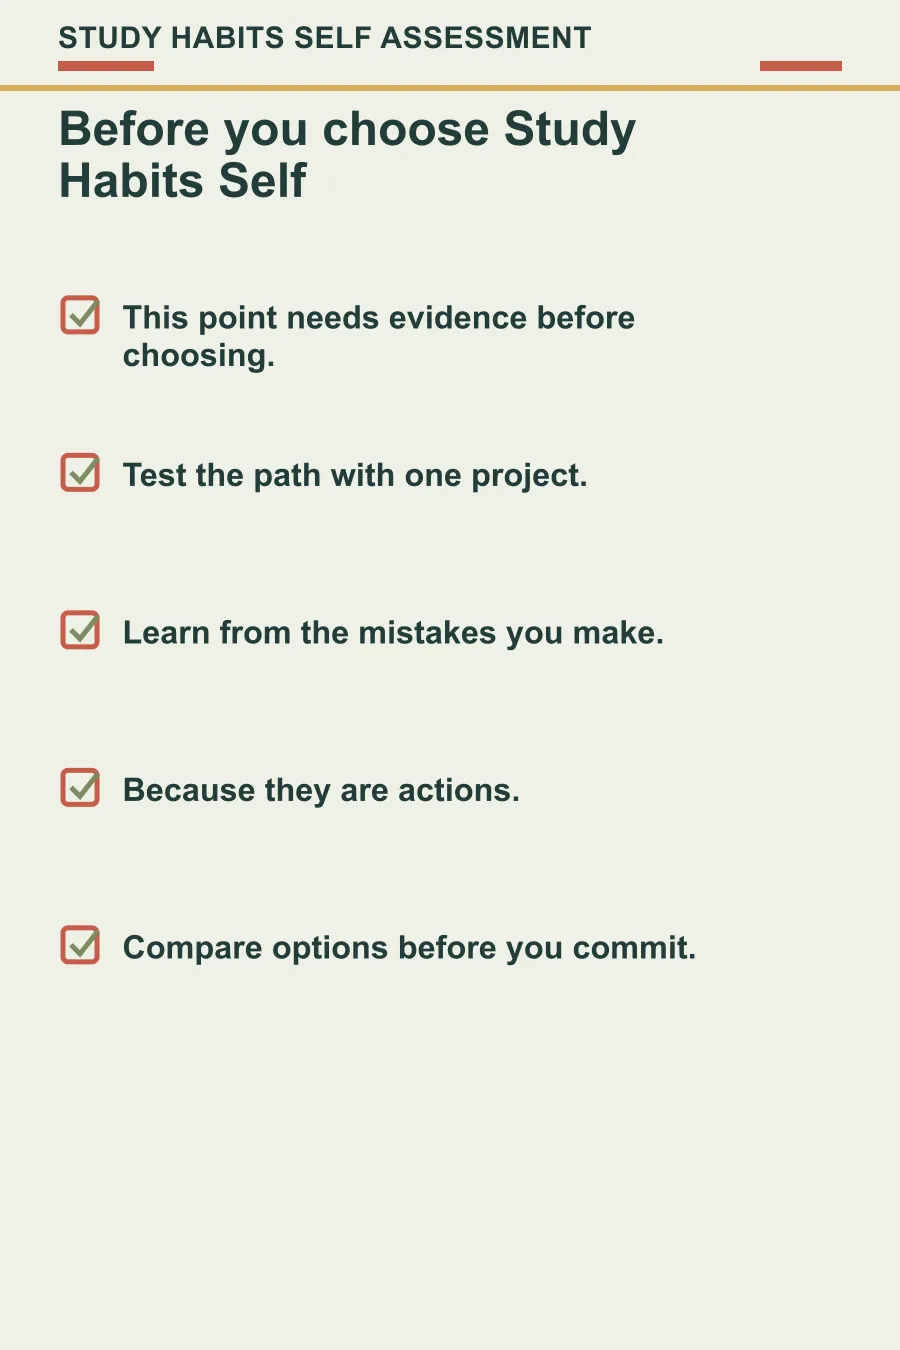 STUDY HABITS SELF ASSESSMENT
Before you choose Study
Habits Self
This point needs evidence before
choosing.
Test the path with one project.
Learn from the mistakes you make.
Because they are actions.
Compare options before you commit.